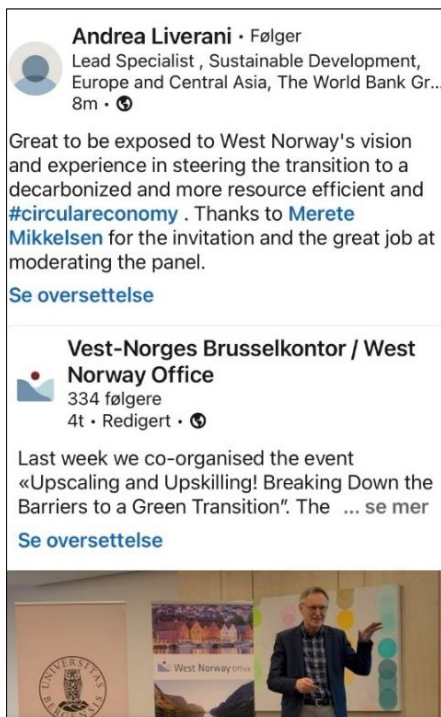 Andrea Liverani • Følger
Lead Specialist , Sustainable Development,
Europe and Central Asia, The World Bank Gr...
8m •
Great to be exposed to West Norway's vision
and experience in steering the transition to a
decarbonized and more resource efficient and
#circulareconomy . Thanks to Merete
Mikkelsen for the invitation and the great job at
moderating the panel.
Se oversettelse
Vest-Norges Brusselkontor / West
Norway Office
334 følgere
4t • Redigert •
Last week we co-organised the event
«Upscaling and Upskilling! Breaking Down the
Barriers to a Green Transition”. The ... se mer
Se oversettelse
West Norway office
UNIVERSITAS
BERGENSIS